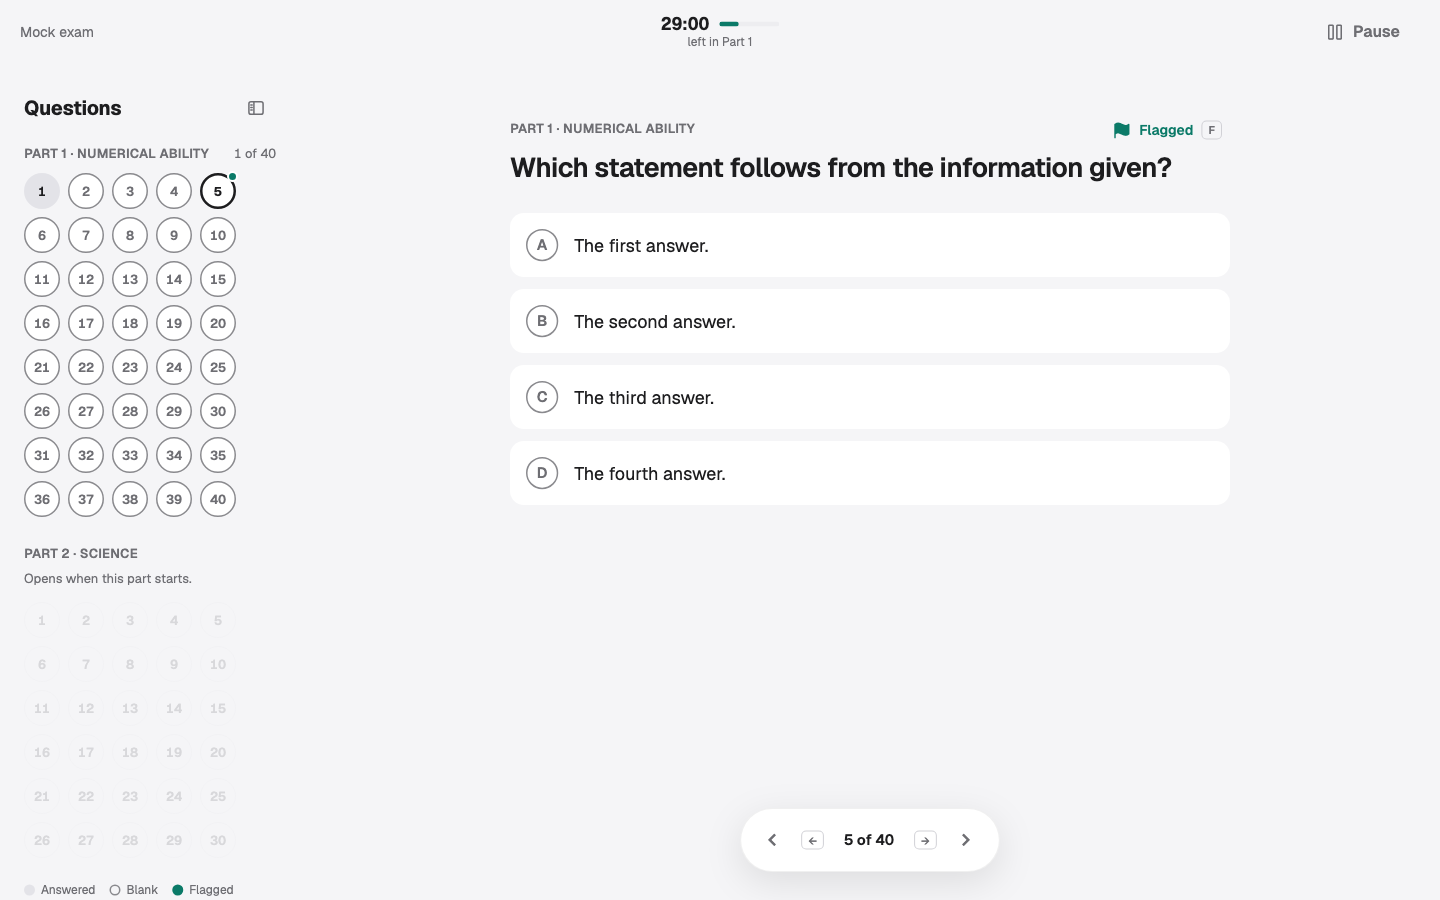 Mock exam
29:00
left in Part 1
Pause
Questions
PART 1 · NUMERICAL ABILITY 1 of 40
1 2 3 4 5
6 7 8 9 10
11 12 13 14 15
16 17 18 19 20
21 22 23 24 25
26 27 28 29 30
31 32 33 34 35
36 37 38 39 40
PART 2 · SCIENCE
Opens when this part starts.
1 2 3 4 5
6 7 8 9 10
11 12 13 14 15
16 17 18 19 20
21 22 23 24 25
26 27 28 29 30
Answered Blank Flagged
PART 1 · NUMERICAL ABILITY
Flagged F
Which statement follows from the information given?
A The first answer.
B The second answer.
C The third answer.
D The fourth answer.
← 5 of 40 →